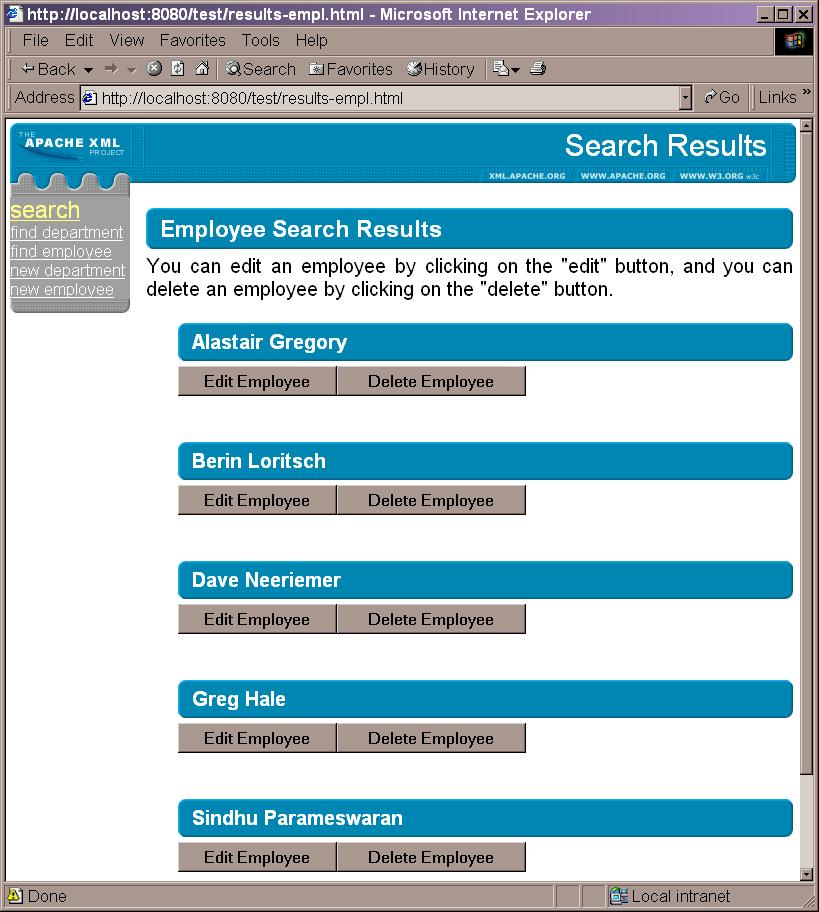 http://localhost:8080/test/results-empl.html - Microsoft Internet Explorer
File Edit View Favorites Tools Help
Back Search Favorites History
Address http://localhost:8080/test/results-empl.html Go Links »
THE
APACHE XML
PROJECT
Search Results
XML.APACHE.ORG WWW.APACHE.ORG WWW.W3.ORG w3c
search
find department
find employee
new department
new employee
Employee Search Results
You can edit an employee by clicking on the "edit" button, and you can
delete an employee by clicking on the "delete" button.
Alastair Gregory
Edit Employee Delete Employee
Berin Loritsch
Edit Employee Delete Employee
Dave Neeriemer
Edit Employee Delete Employee
Greg Hale
Edit Employee Delete Employee
Sindhu Parameswaran
Edit Employee Delete Employee
Done Local intranet